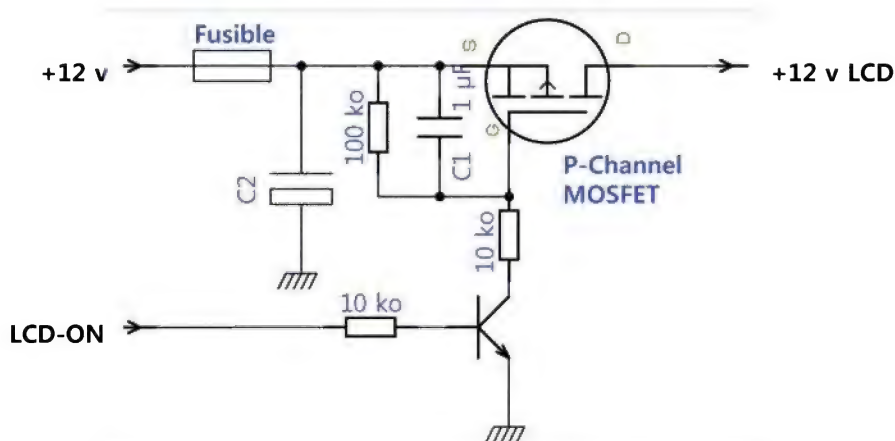 Fusible
+12 v
S
D
+12 v LCD
100 ko
1 µF
C1
G
C2
P-Channel
MOSFET
10 ko
10 ko
LCD-ON